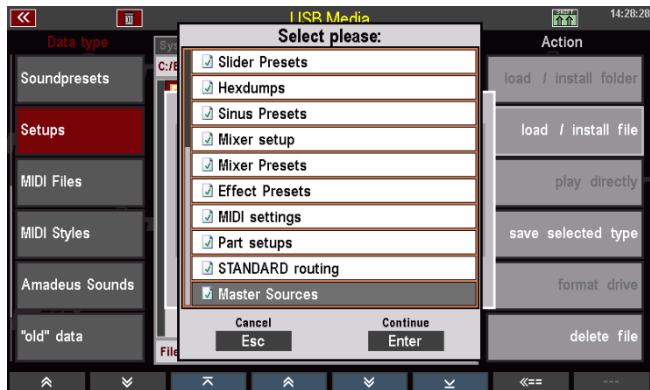 USB Media
14:28:28
Data type
Soundpresets
Setups
MIDI Files
MIDI Styles
Amadeus Sounds
"old" data
Sys
C:/E
File
Select please:
Slider Presets
Hexdumps
Sinus Presets
Mixer setup
Mixer Presets
Effect Presets
MIDI settings
Part setups
STANDARD routing
Master Sources
Cancel
Esc
Continue
Enter
Action
load / install folder
load / install file
play directly
save selected type
format drive
delete file
«==
---